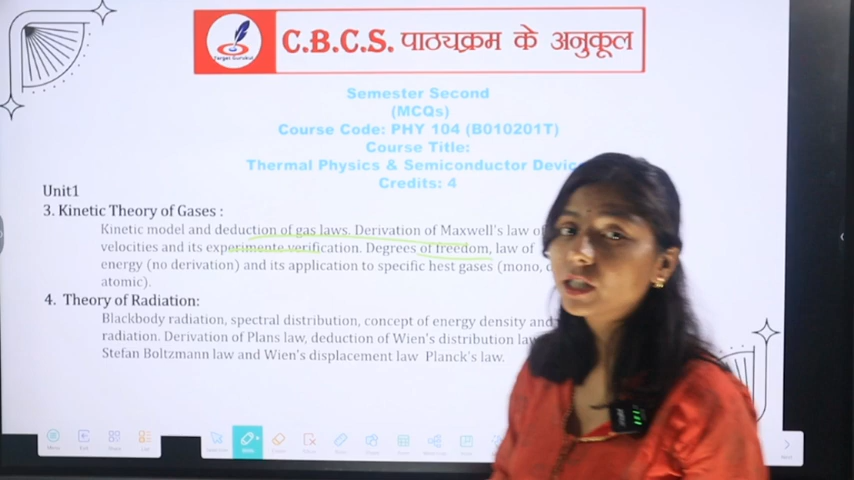 Target Gurukul
C.B.C.S. पाठ्यक्रम के अनुकूल
Semester Second
(MCQs)
Course Code: PHY 104 (B010201T)
Course Title:
Thermal Physics & Semiconductor Devic
Credits: 4
Unit1
3. Kinetic Theory of Gases :
Kinetic model and deduction of gas laws. Derivation of Maxwell's law of
velocities and its experimente verification. Degrees of freedom, law of
energy (no derivation) and its application to specific hest gases (mono, d
atomic).
4. Theory of Radiation:
Blackbody radiation, spectral distribution, concept of energy density and
radiation. Derivation of Plans law, deduction of Wien's distribution law
Stefan Boltzmann law and Wien's displacement law Planck's law.